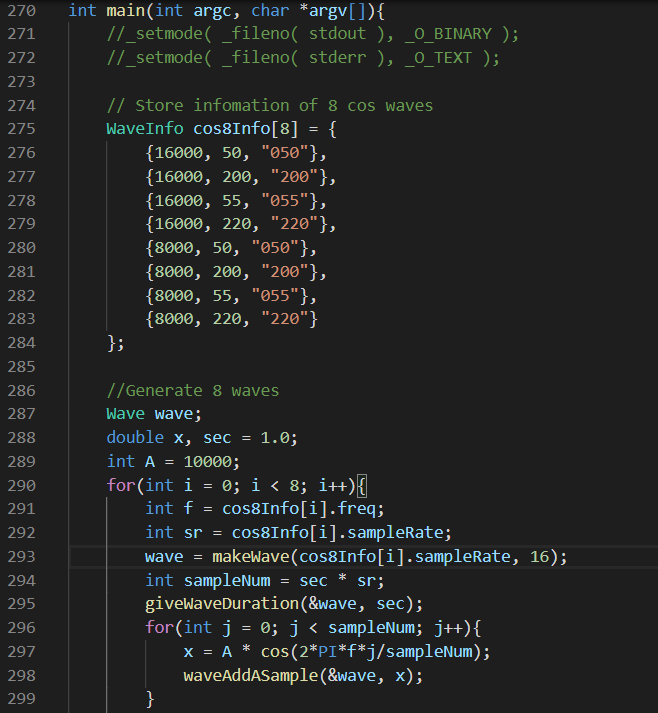 270 int main(int argc, char *argv[]){
271 //_setmode( _fileno( stdout ), _O_BINARY );
272 //_setmode( _fileno( stderr ), _O_TEXT );
273
274 // Store infomation of 8 cos waves
275 WaveInfo cos8Info[8] = {
276 {16000, 50, "050"},
277 {16000, 200, "200"},
278 {16000, 55, "055"},
279 {16000, 220, "220"},
280 {8000, 50, "050"},
281 {8000, 200, "200"},
282 {8000, 55, "055"},
283 {8000, 220, "220"}
284 };
285
286 //Generate 8 waves
287 Wave wave;
288 double x, sec = 1.0;
289 int A = 10000;
290 for(int i = 0; i < 8; i++){
291 int f = cos8Info[i].freq;
292 int sr = cos8Info[i].sampleRate;
293 wave = makeWave(cos8Info[i].sampleRate, 16);
294 int sampleNum = sec * sr;
295 giveWaveDuration(&wave, sec);
296 for(int j = 0; j < sampleNum; j++){
297 x = A * cos(2*PI*f*j/sampleNum);
298 waveAddASample(&wave, x);
299 }